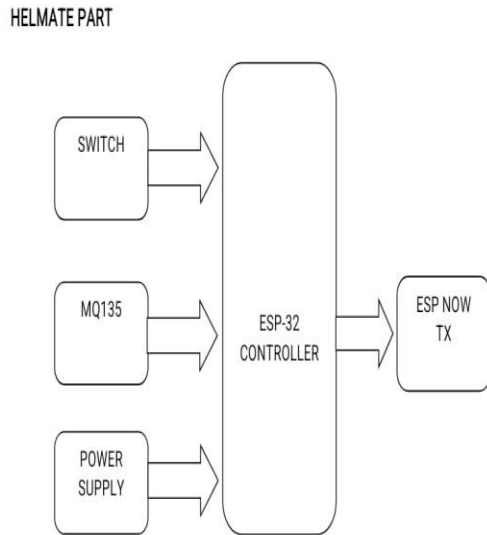 HELMATE PART
SWITCH
MQ135
POWER
SUPPLY
ESP-32
CONTROLLER
ESP NOW
TX